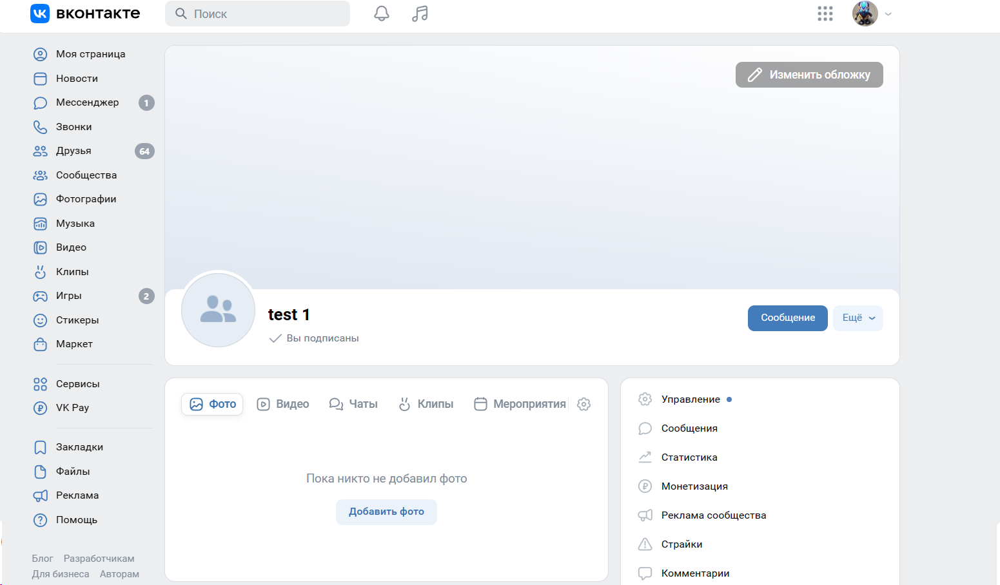 вконтакте
Поиск
Моя страница
Новости
Мессенджер 1
Звонки
Друзья 64
Сообщества
Фотографии
Музыка
Видео
Клипы
Игры 2
Стикеры
Маркет
Сервисы
VK Pay
Закладки
Файлы
Реклама
Помощь
Блог Разработчикам
Для бизнеса Авторам
Изменить обложку
test 1
Вы подписаны
Сообщение
Ещё
Фото Видео Чаты Клипы Мероприятия
Пока никто не добавил фото
Добавить фото
Управление
Сообщения
Статистика
Монетизация
Реклама сообщества
Страйки
Комментарии